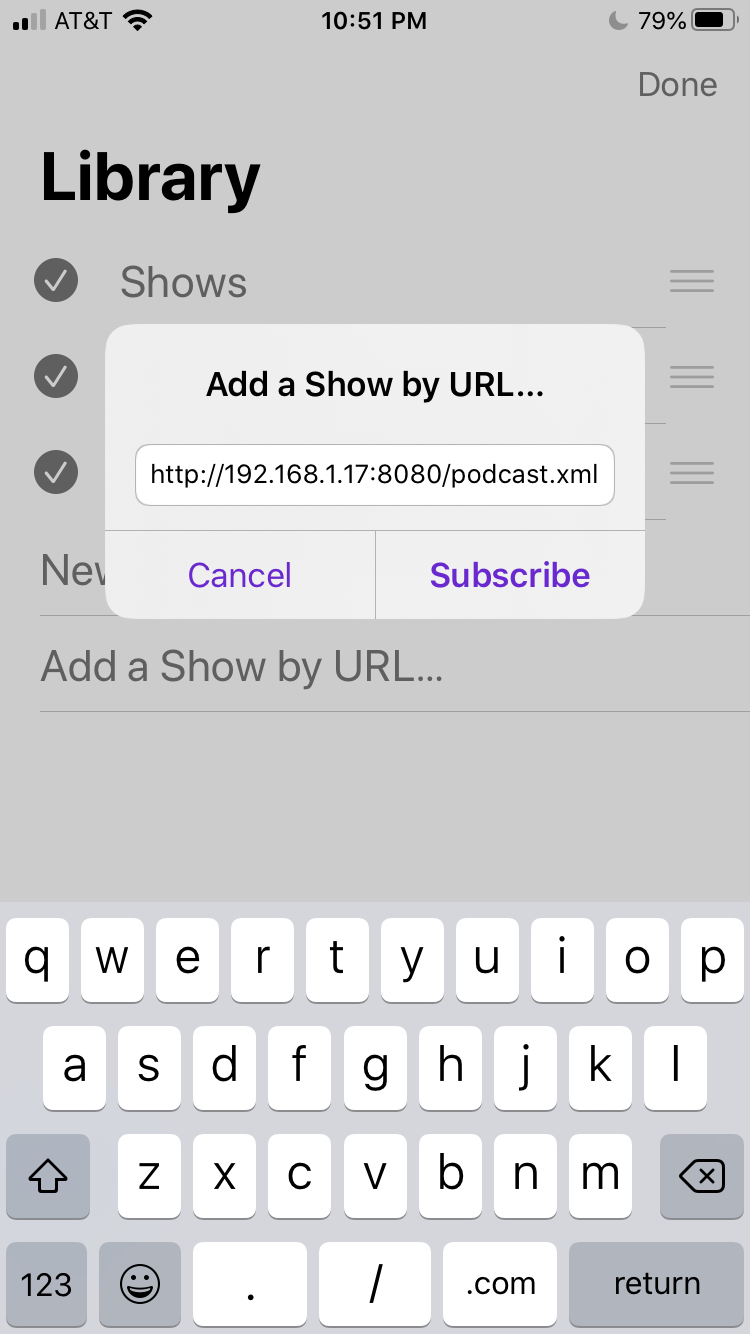 AT&T 10:51 PM 79%
Done
Library
Shows
Add a Show by URL...
http://192.168.1.17:8080/podcast.xml
Cancel Subscribe
Add a Show by URL...
q w e r t y u i o p
a s d f g h j k l
z x c v b n m
123 . / .com return